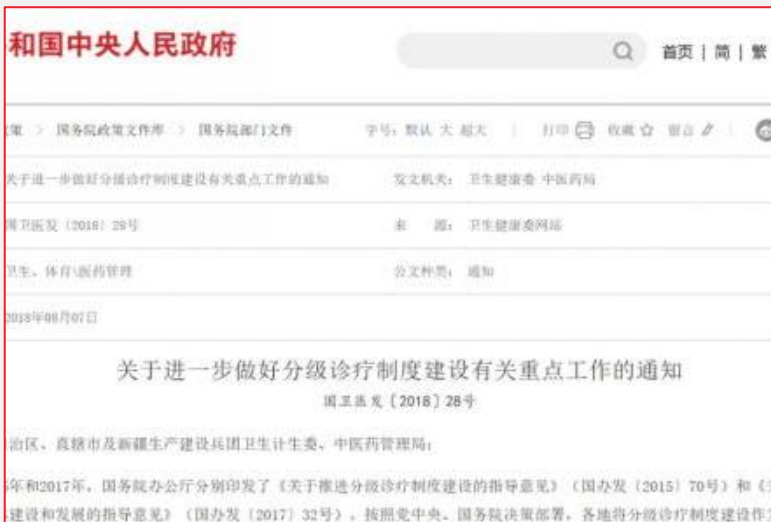 和国中央人民政府
首页 | 简 | 繁
策 > 国务院政策文件库 > 国务院部门文件 字号：默认 大 超大 | 打印 收藏 留言 |
关于进一步做好分级诊疗制度建设有关重点工作的通知 发文机关： 卫生健康委 中医药局
国卫医发〔2018〕28号 来 源： 卫生健康委网站
卫生、体育\医药管理 公文种类： 通知
2018年08月07日
关于进一步做好分级诊疗制度建设有关重点工作的通知
国卫医发〔2018〕28号
治区、直辖市及新疆生产建设兵团卫生计生委、中医药管理局：
年和2017年，国务院办公厅分别印发了《关于推进分级诊疗制度建设的指导意见》（国办发〔2015〕70号）和《
建设和发展的指导意见》（国办发〔2017〕32号）。按照党中央、国务院决策部署，各地将分级诊疗制度建设作